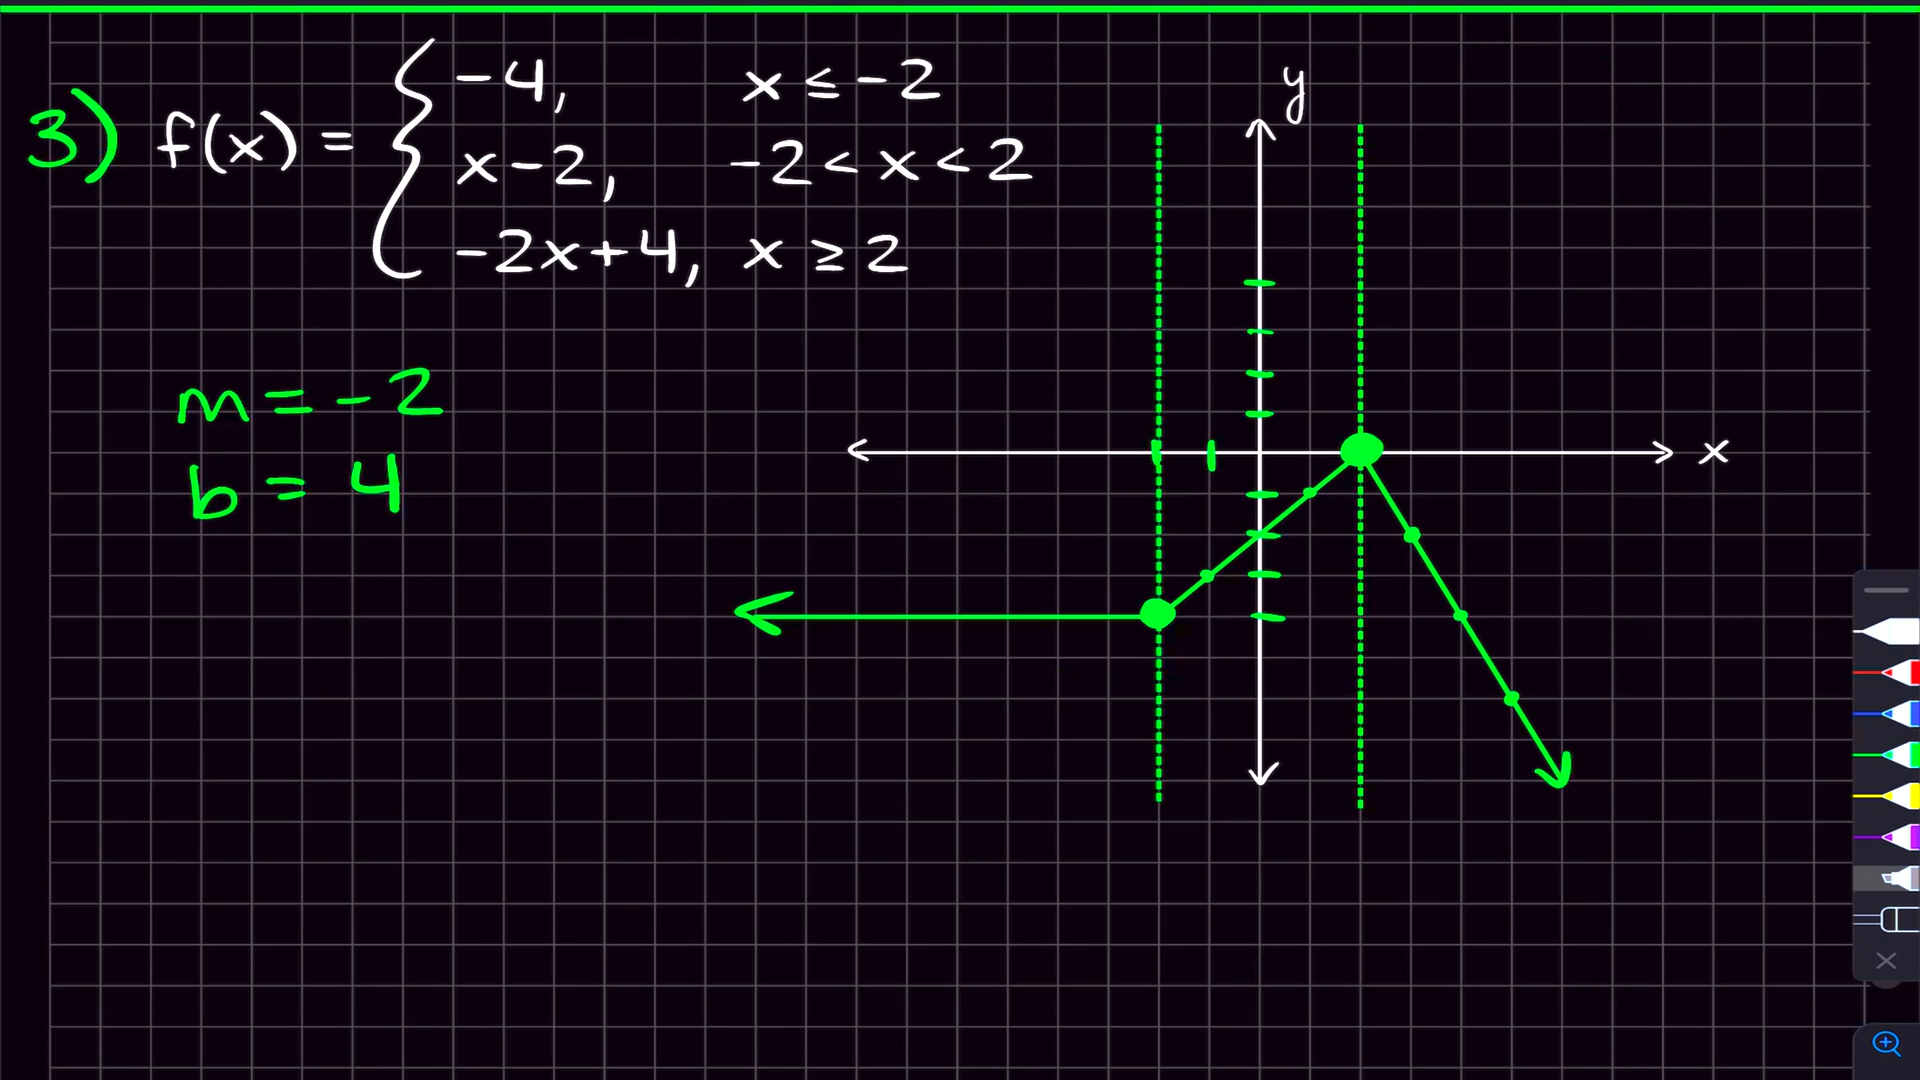 3) f(x) = { -4, x ≤ -2
x-2, -2 < x < 2
-2x+4, x ≥ 2
y
m = -2
x
b = 4